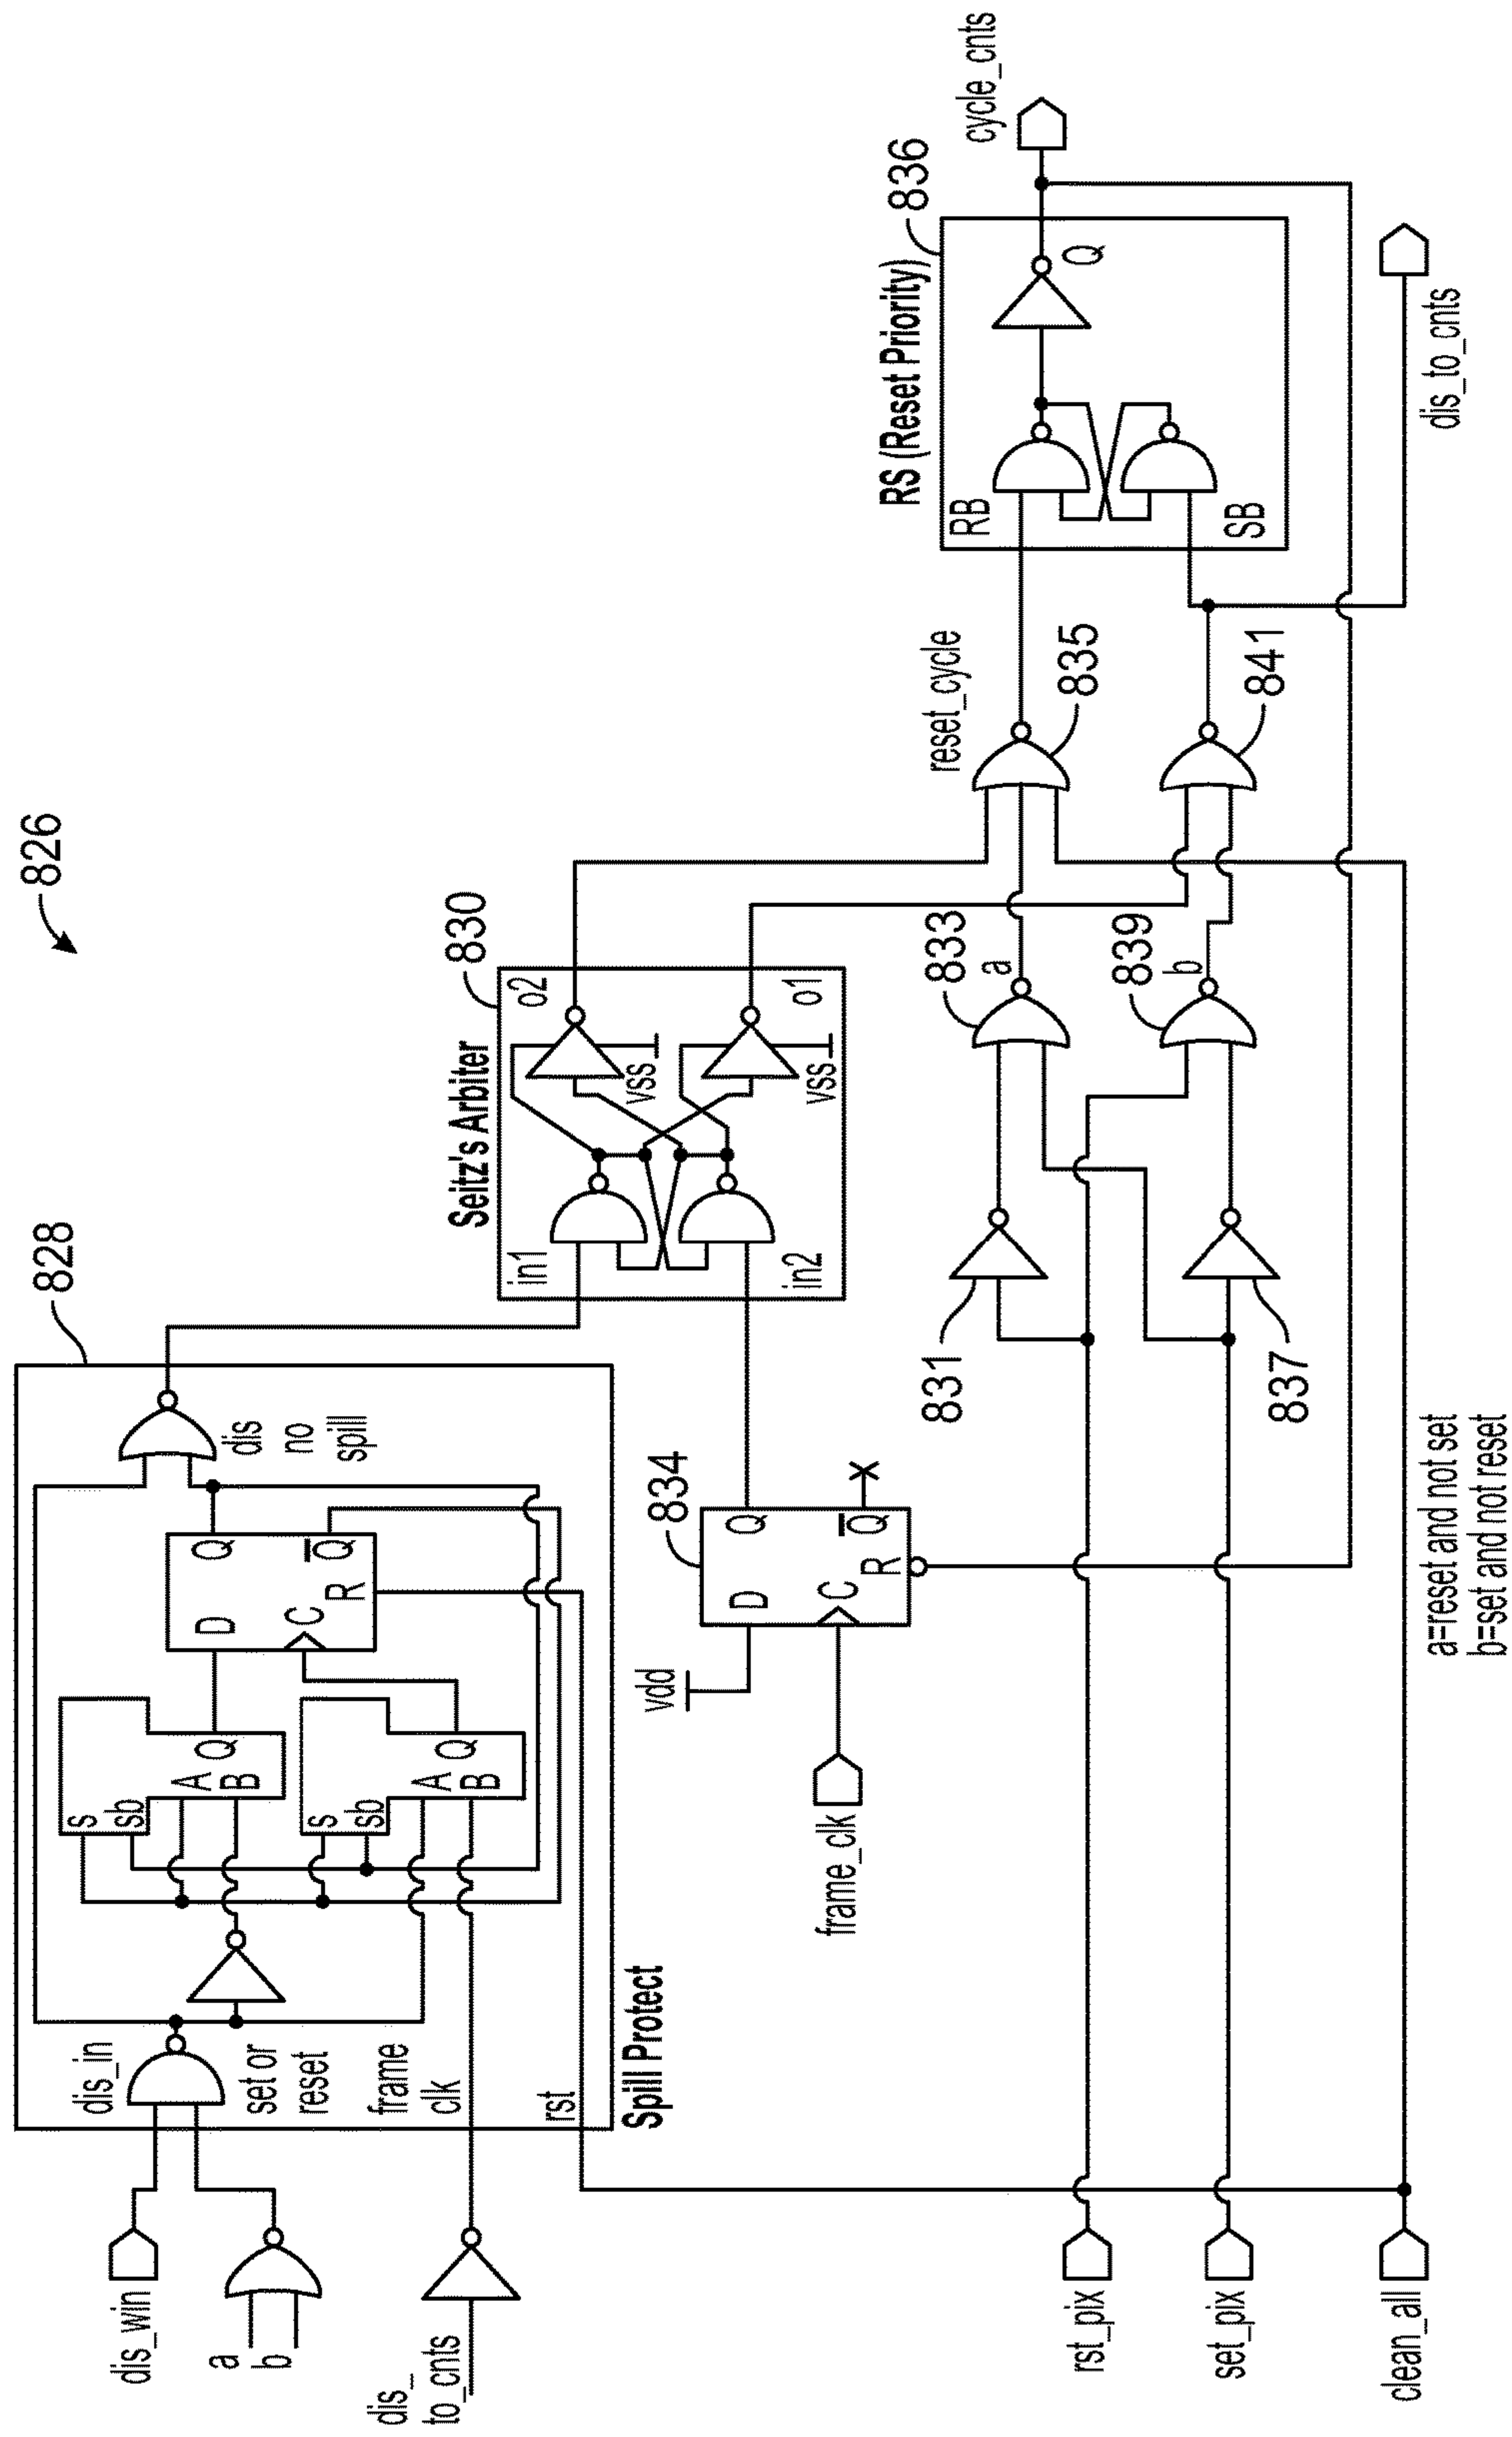 826
828
dis_in
set or
reset
frame
clk
rst
s
sb
A
B
Q
s
sb
A
B
Q
D
C
Q
Q
R
dis
no
spill
Spill Protect
dis_win
a
b
dis_
to_cnts
Seitz's Arbiter
830
in1
in2
o2
o1
vss
vss
834
vdd
D
C
Q
Q
R
frame_clk
831
833
a
837
839
b
reset_cycle
835
841
RS (Reset Priority)
836
RB
SB
Q
cycle_cnts
dis_to_cnts
rst_pix
set_pix
clean_all
a=reset and not set
b=set and not reset